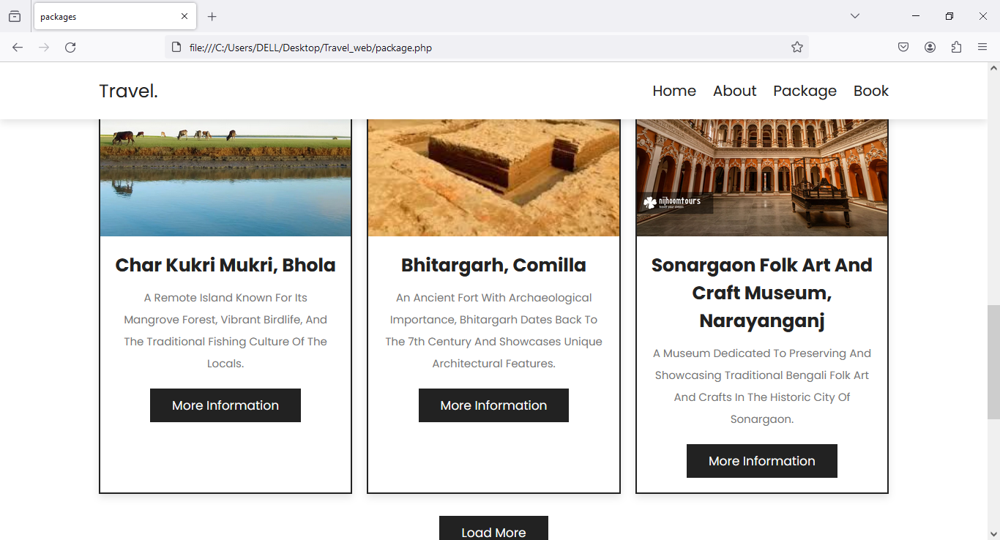 packages
file:///C:/Users/DELL/Desktop/Travel_web/package.php
Travel.
Home About Package Book
nijhoomtours
travel your dream
Char Kukri Mukri, Bhola
A Remote Island Known For Its
Mangrove Forest, Vibrant Birdlife, And
The Traditional Fishing Culture Of The
Locals.
More Information
Bhitargarh, Comilla
An Ancient Fort With Archaeological
Importance, Bhitargarh Dates Back To
The 7th Century And Showcases Unique
Architectural Features.
More Information
Sonargaon Folk Art And
Craft Museum,
Narayanganj
A Museum Dedicated To Preserving And
Showcasing Traditional Bengali Folk Art
And Crafts In The Historic City Of
Sonargaon.
More Information
Load More